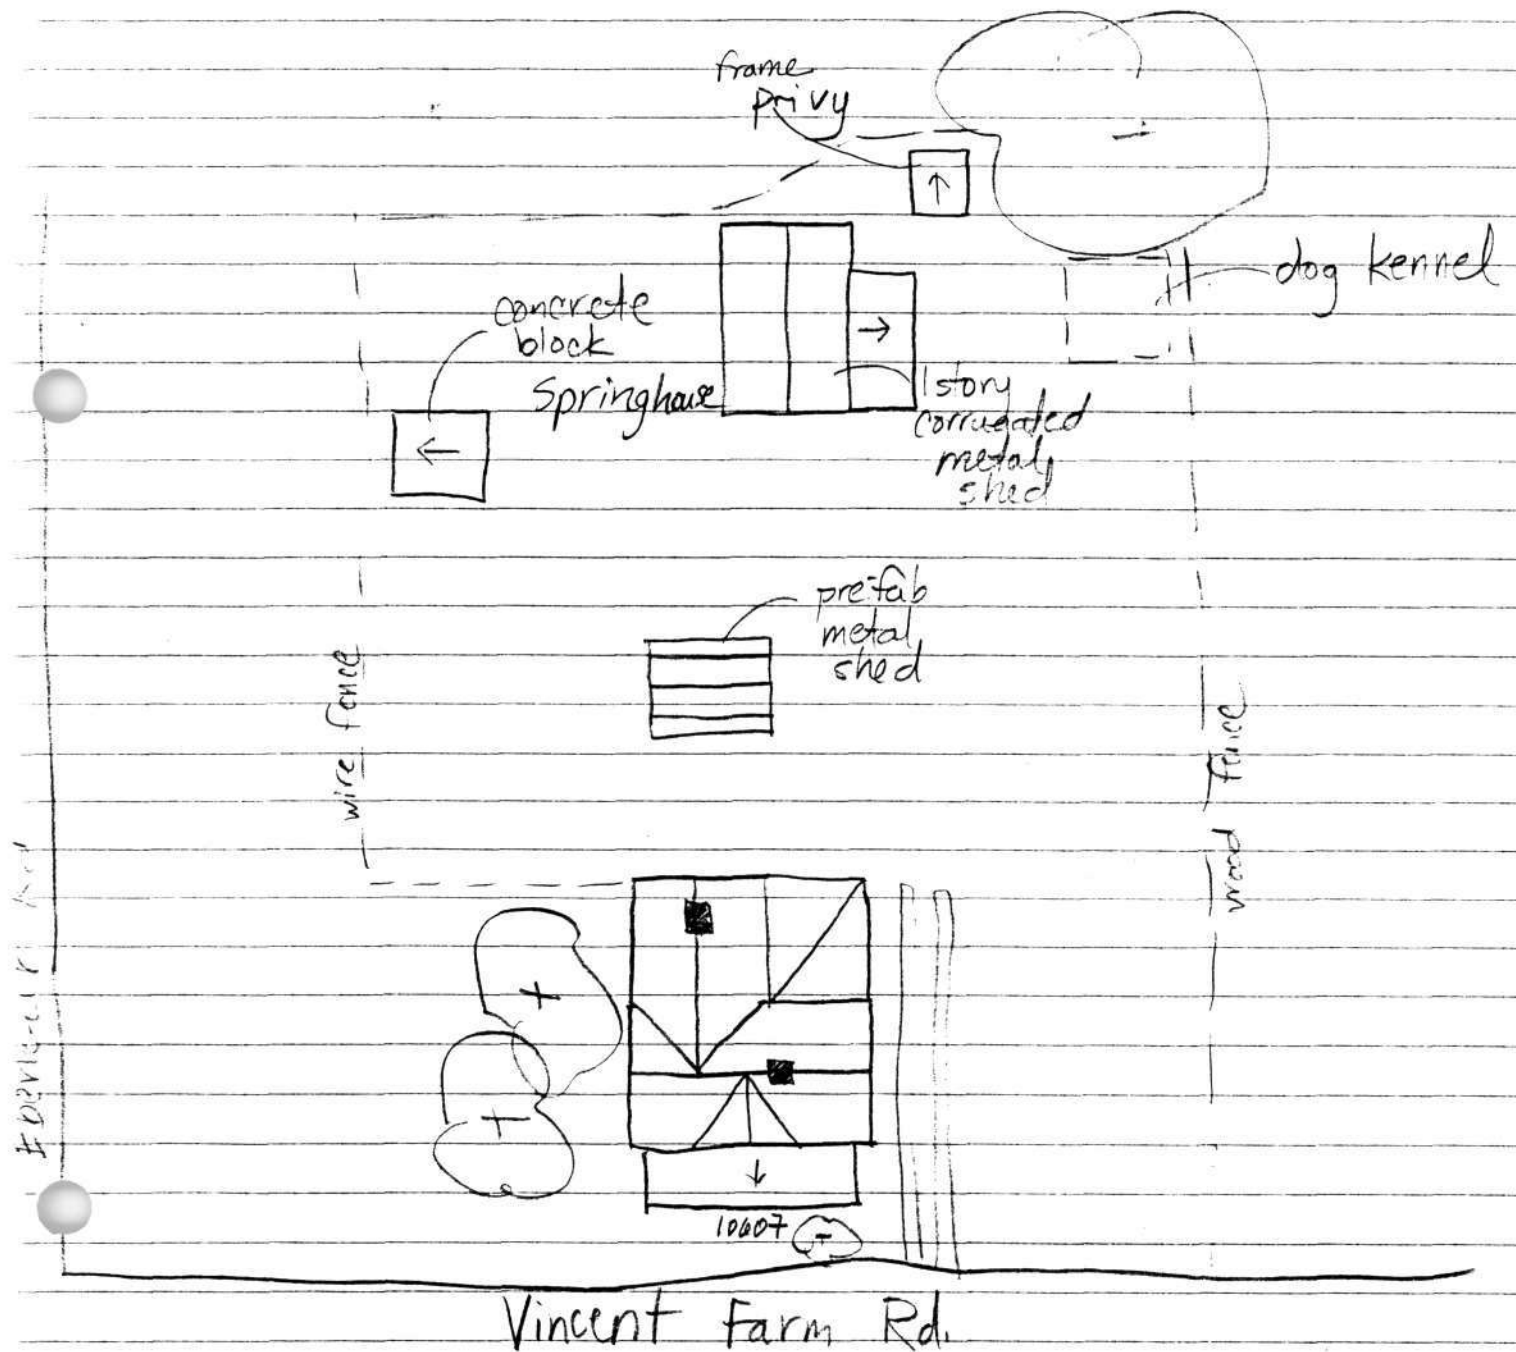 frame
privy
dog kennel
concrete
block
Springhouse
1 story
corrugated
metal
shed
prefab
metal
shed
wire fence
wood fence
10607
Vincent Farm Rd.